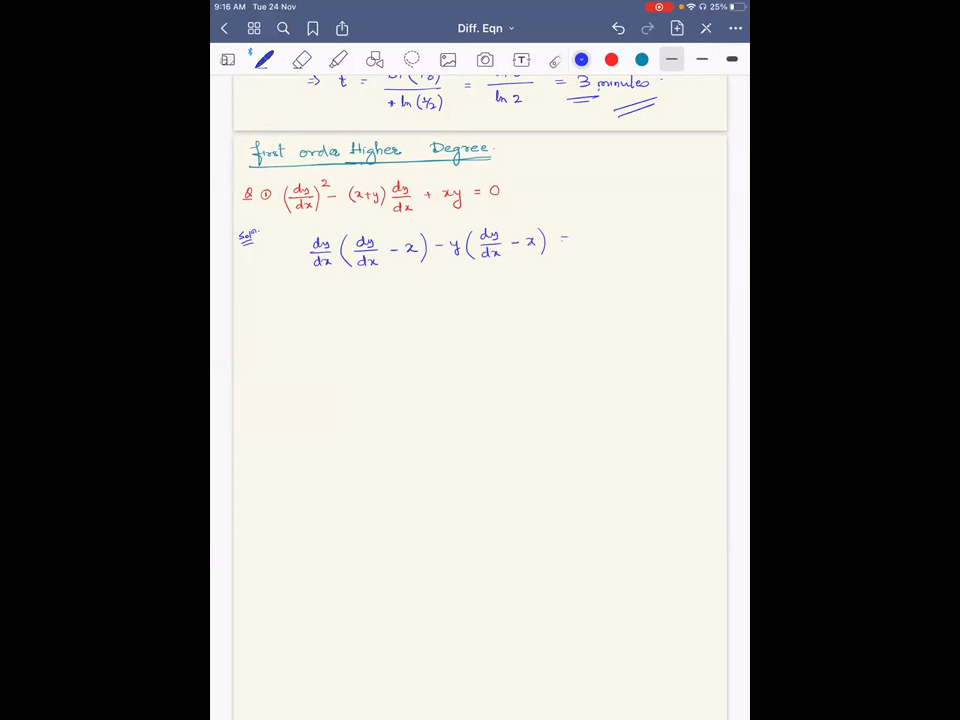 9:16 AM Tue 24 Nov 25%
Diff. Eqn
⇒ t = / + ln(1/2) = / ln 2 = 3 minutes.
First order Higher Degree.
Q ① (dy/dx)² - (x+y) dy/dx + xy = 0
Soln. dy/dx (dy/dx - x) - y (dy/dx - x) =